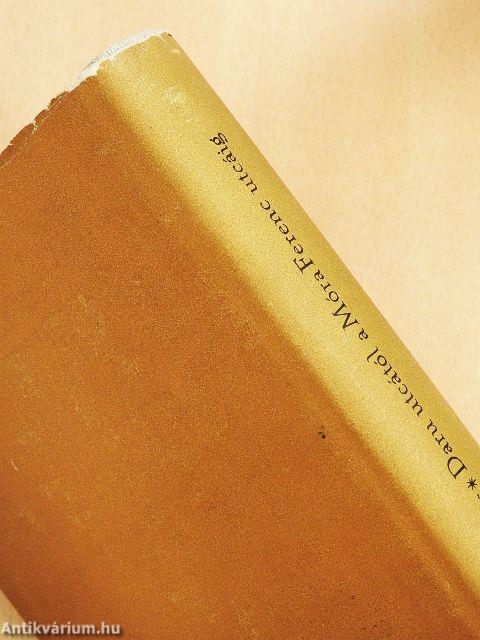 * Daru utcától a Móra Ferenc utcáig
Antikvárium.hu